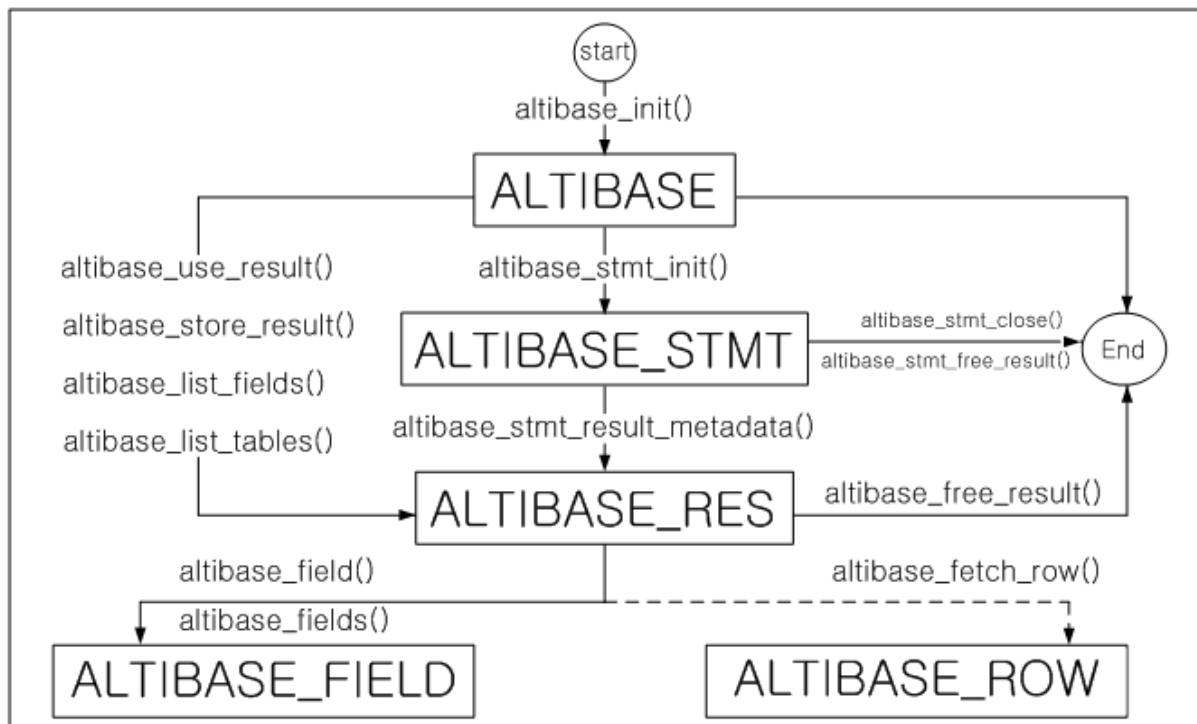 start
altibase_init()
ALTIBASE
altibase_use_result()
altibase_stmt_init()
altibase_store_result()
altibase_stmt_close()
ALTIBASE_STMT
End
altibase_stmt_free_result()
altibase_list_fields()
altibase_stmt_result_metadata()
altibase_list_tables()
ALTIBASE_RES
altibase_free_result()
altibase_field()
altibase_fetch_row()
altibase_fields()
ALTIBASE_FIELD
ALTIBASE_ROW